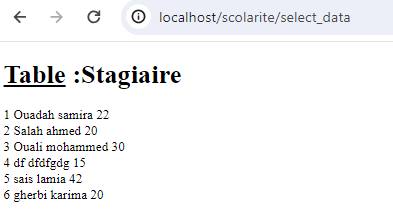 localhost/scolarite/select_data
Table :Stagiaire
1 Ouadah samira 22
2 Salah ahmed 20
3 Ouali mohammed 30
4 df dfdfgdg 15
5 sais lamia 42
6 gherbi karima 20